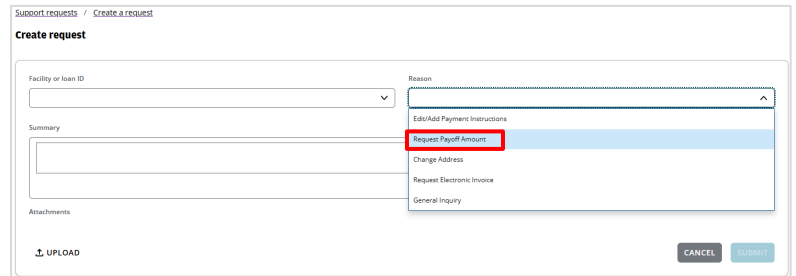 Support requests / Create a request
Create request
Facility or loan ID
Reason
Edit/Add Payment Instructions
Summary
Request Payoff Amount
Change Address
Request Electronic Invoice
General Inquiry
Attachments
UPLOAD
CANCEL
SUBMIT